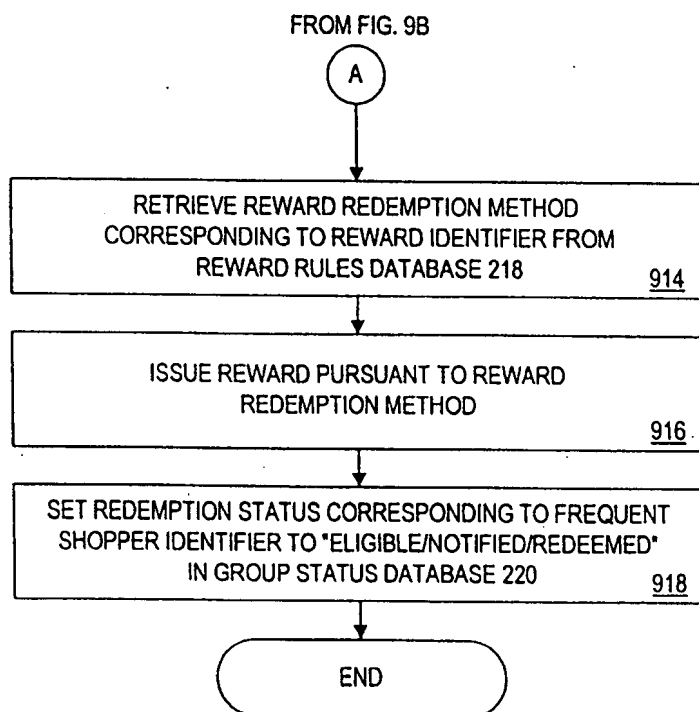 FROM FIG. 9B
A
RETRIEVE REWARD REDEMPTION METHOD
CORRESPONDING TO REWARD IDENTIFIER FROM
REWARD RULES DATABASE 218
914
ISSUE REWARD PURSUANT TO REWARD
REDEMPTION METHOD
916
SET REDEMPTION STATUS CORRESPONDING TO FREQUENT
SHOPPER IDENTIFIER TO "ELIGIBLE/NOTIFIED/REDEEMED"
IN GROUP STATUS DATABASE 220
918
END